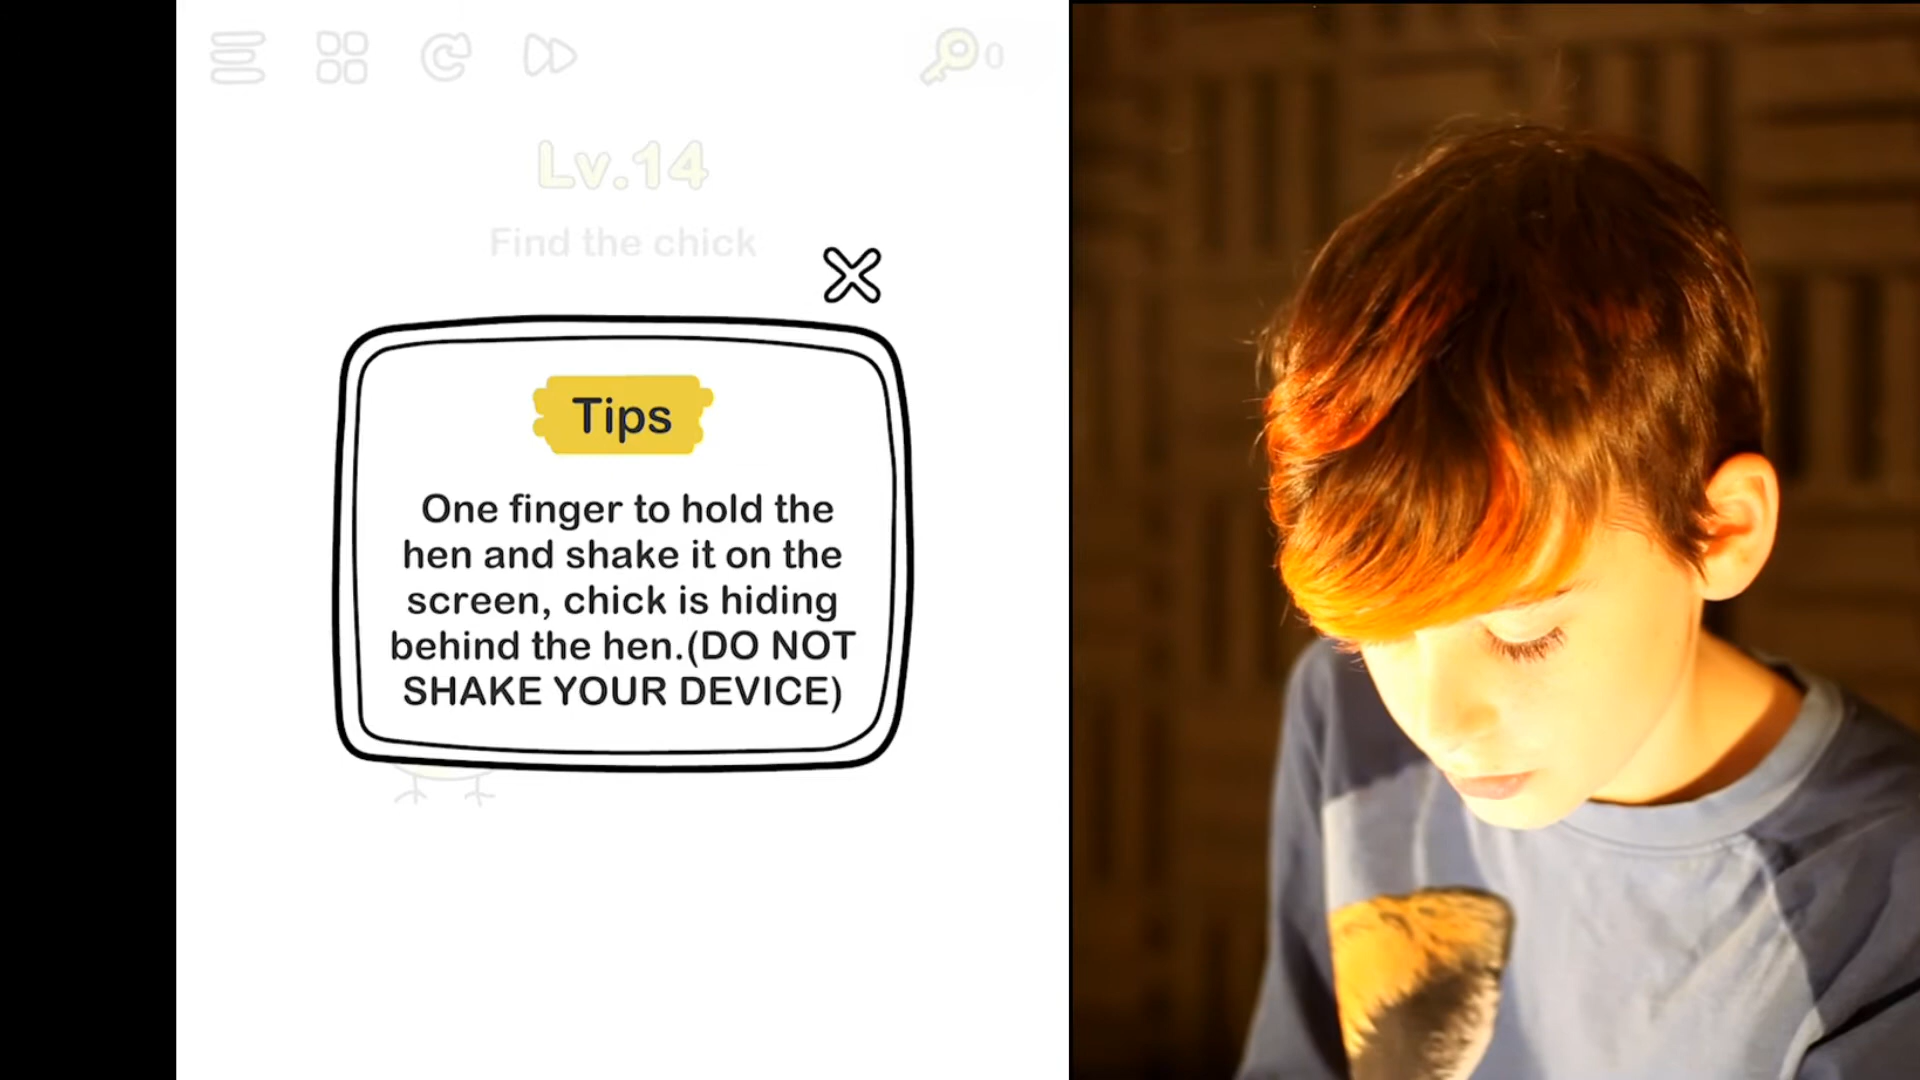 0
Lv.14
Find the chick
Tips
One finger to hold the
hen and shake it on the
screen, chick is hiding
behind the hen.(DO NOT
SHAKE YOUR DEVICE)